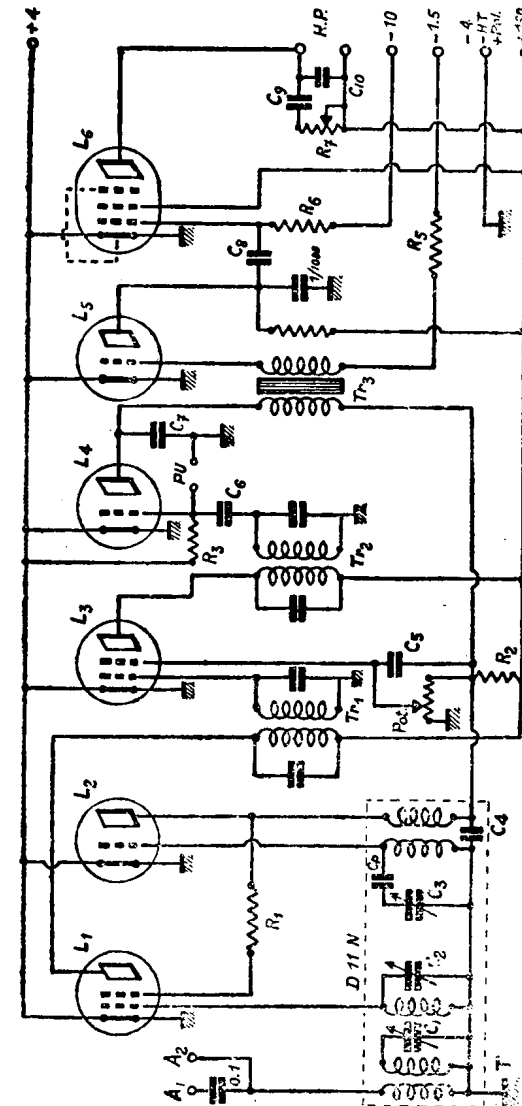 +4
L6
C9
H.P.
C10
R7
-10
-1.5
-4
-HT
+Pol.
R6
C8
R5
1/1000
L5
Tr3
L4
C7
PU
C6
R3
Tr2
L3
Tr1
C5
Pot.
R2
L2
L1
R1
C4
Cp
C3
D 11 N
C2
C1
A2
A1
0.1
T